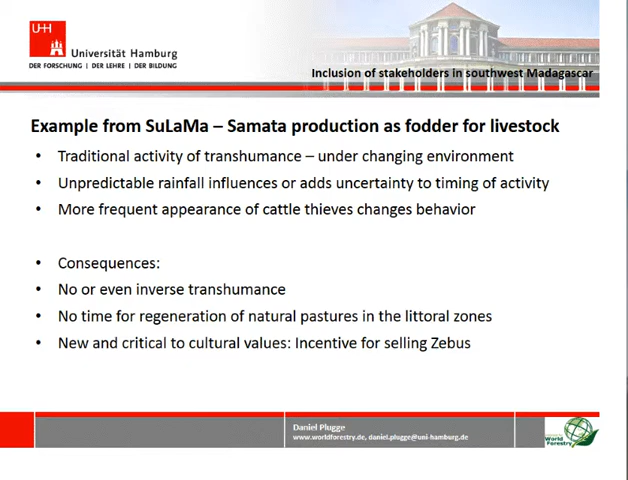 UH
Universität Hamburg
DER FORSCHUNG | DER LEHRE | DER BILDUNG
Inclusion of stakeholders in southwest Madagascar
Example from SuLaMa – Samata production as fodder for livestock
• Traditional activity of transhumance – under changing environment
• Unpredictable rainfall influences or adds uncertainty to timing of activity
• More frequent appearance of cattle thieves changes behavior
• Consequences:
• No or even inverse transhumance
• No time for regeneration of natural pastures in the littoral zones
• New and critical to cultural values: Incentive for selling Zebus
Daniel Plugge
www.worldforestry.de, daniel.plugge@uni-hamburg.de
World
Forestry